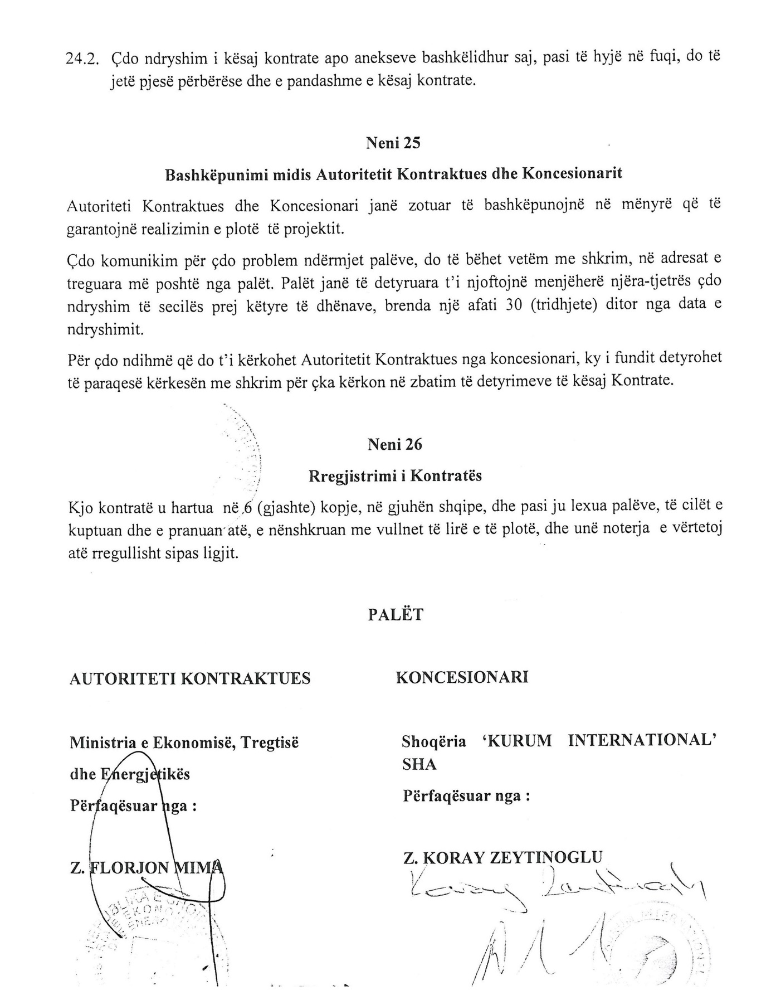 24.2. Çdo ndryshim i kësaj kontrate apo anekseve bashkëlidhur saj, pasi të hyjë në fuqi, do të
jetë pjesë përbërëse dhe e pandashme e kësaj kontrate.
Neni 25
Bashkëpunimi midis Autoritetit Kontraktues dhe Koncesionarit
Autoriteti Kontraktues dhe Koncesionari janë zotuar të bashkëpunojnë në mënyrë që të
garantojnë realizimin e plotë të projektit.
Çdo komunikim për çdo problem ndërmjet palëve, do të bëhet vetëm me shkrim, në adresat e
treguara më poshtë nga palët. Palët janë të detyruara t’i njoftojnë menjëherë njëra-tjetrës çdo
ndryshim të secilës prej këtyre të dhënave, brenda një afati 30 (tridhjete) ditor nga data e
ndryshimit.
Për çdo ndihmë që do t’i kërkohet Autoritetit Kontraktues nga koncesionari, ky i fundit detyrohet
të paraqesë kërkesën me shkrim për çka kërkon në zbatim të detyrimeve të kësaj Kontrate.
Neni 26
Rregjistrimi i Kontratës
Kjo kontratë u hartua në 6 (gjashte) kopje, në gjuhën shqipe, dhe pasi ju lexua palëve, të cilët e
kuptuan dhe e pranuan atë, e nënshkruan me vullnet të lirë e të plotë, dhe unë noterja e vërtetoj
atë rregullisht sipas ligjit.
PALËT
AUTORITETI KONTRAKTUES
Ministria e Ekonomisë, Tregtisë
dhe Energjetikës
Përfaqësuar nga :
Z. FLORJON MIMA
KONCESIONARI
Shoqëria ‘KURUM INTERNATIONAL’
SHA
Përfaqësuar nga :
Z. KORAY ZEYTINOGLU